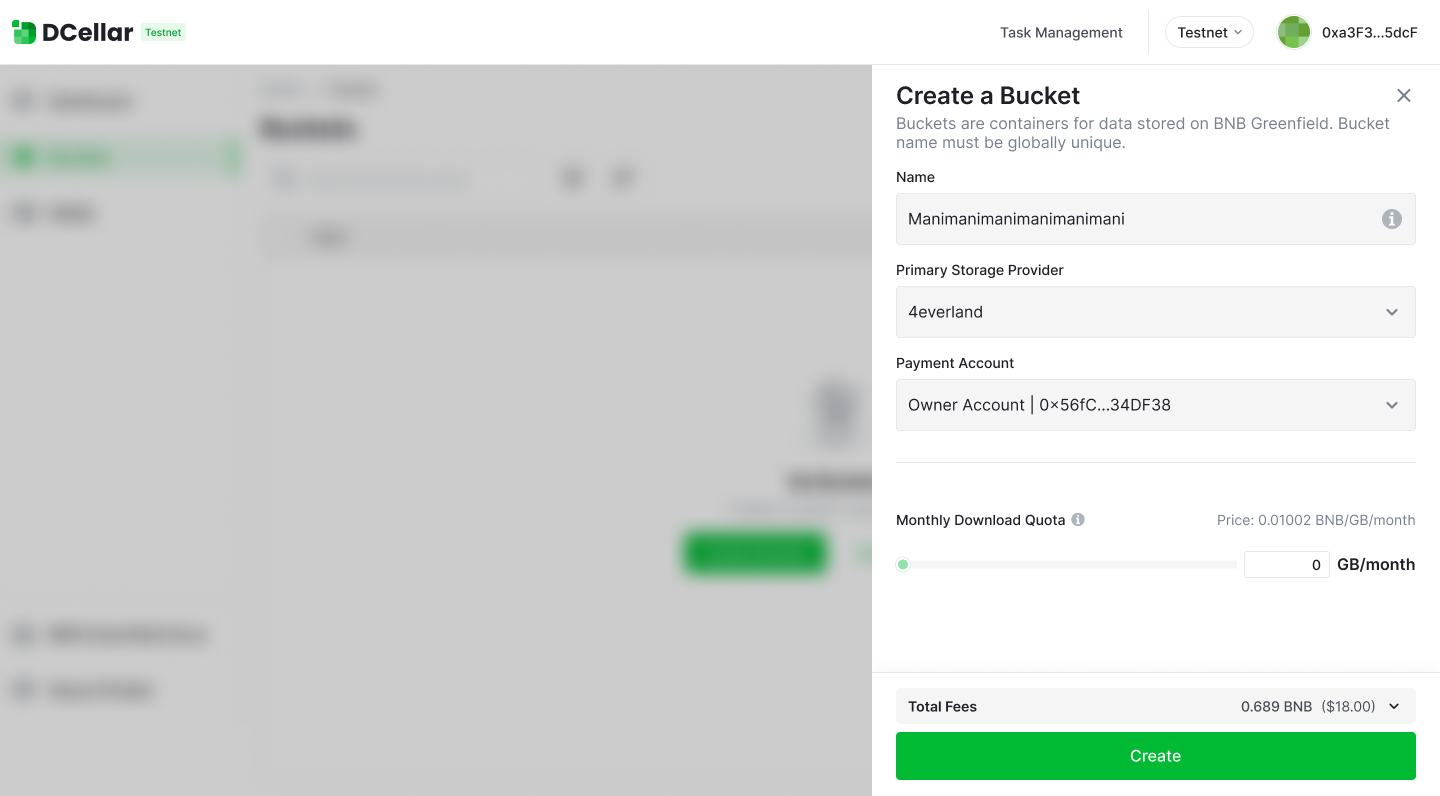 DCellar
Testnet
Task Management
Testnet
0xa3F3...5dcF
Buckets
Create a Bucket
Buckets are containers for data stored on BNB Greenfield. Bucket
name must be globally unique.
Name
Manimanimanimanimanimani
Primary Storage Provider
4everland
Payment Account
Owner Account | 0x56fC...34DF38
Monthly Download Quota
Price: 0.01002 BNB/GB/month
0
GB/month
Total Fees
0.689 BNB ($18.00)
Create